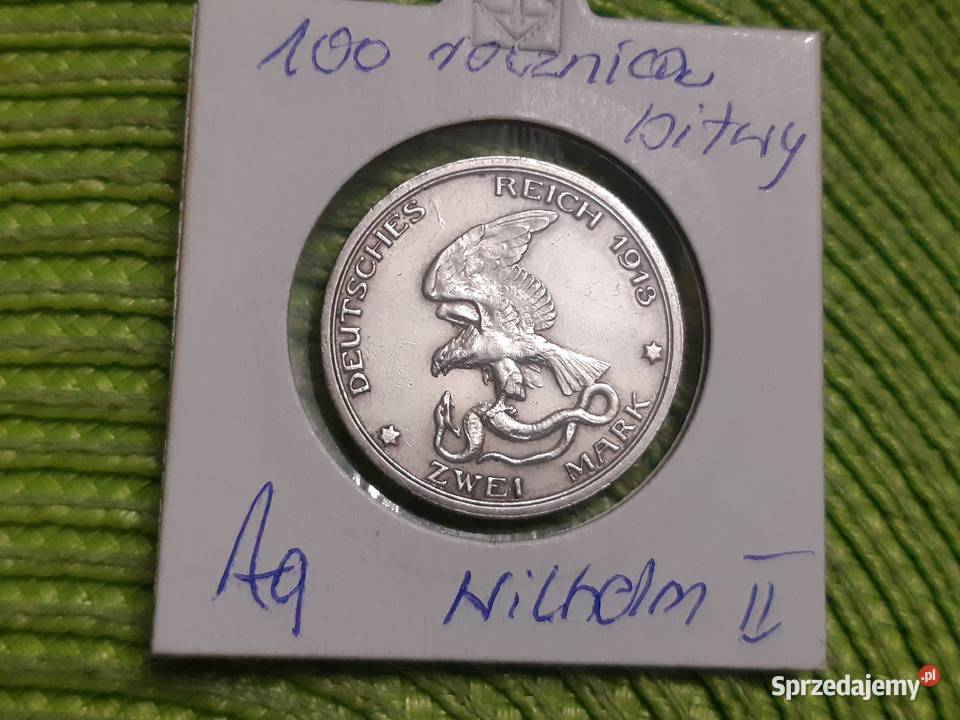 100 rocznica
bitwy
DEUTSCHES REICH 1913
ZWEI MARK
Ag Wilhelm II
Sprzedajemy.pl